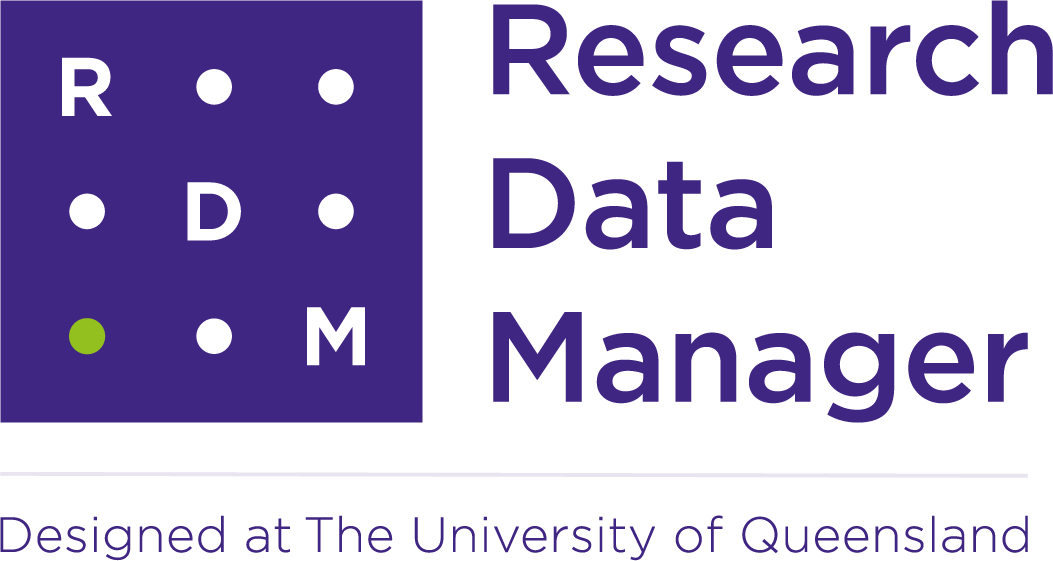 R
D
M
Research
Data
Manager
Designed at The University of Queensland